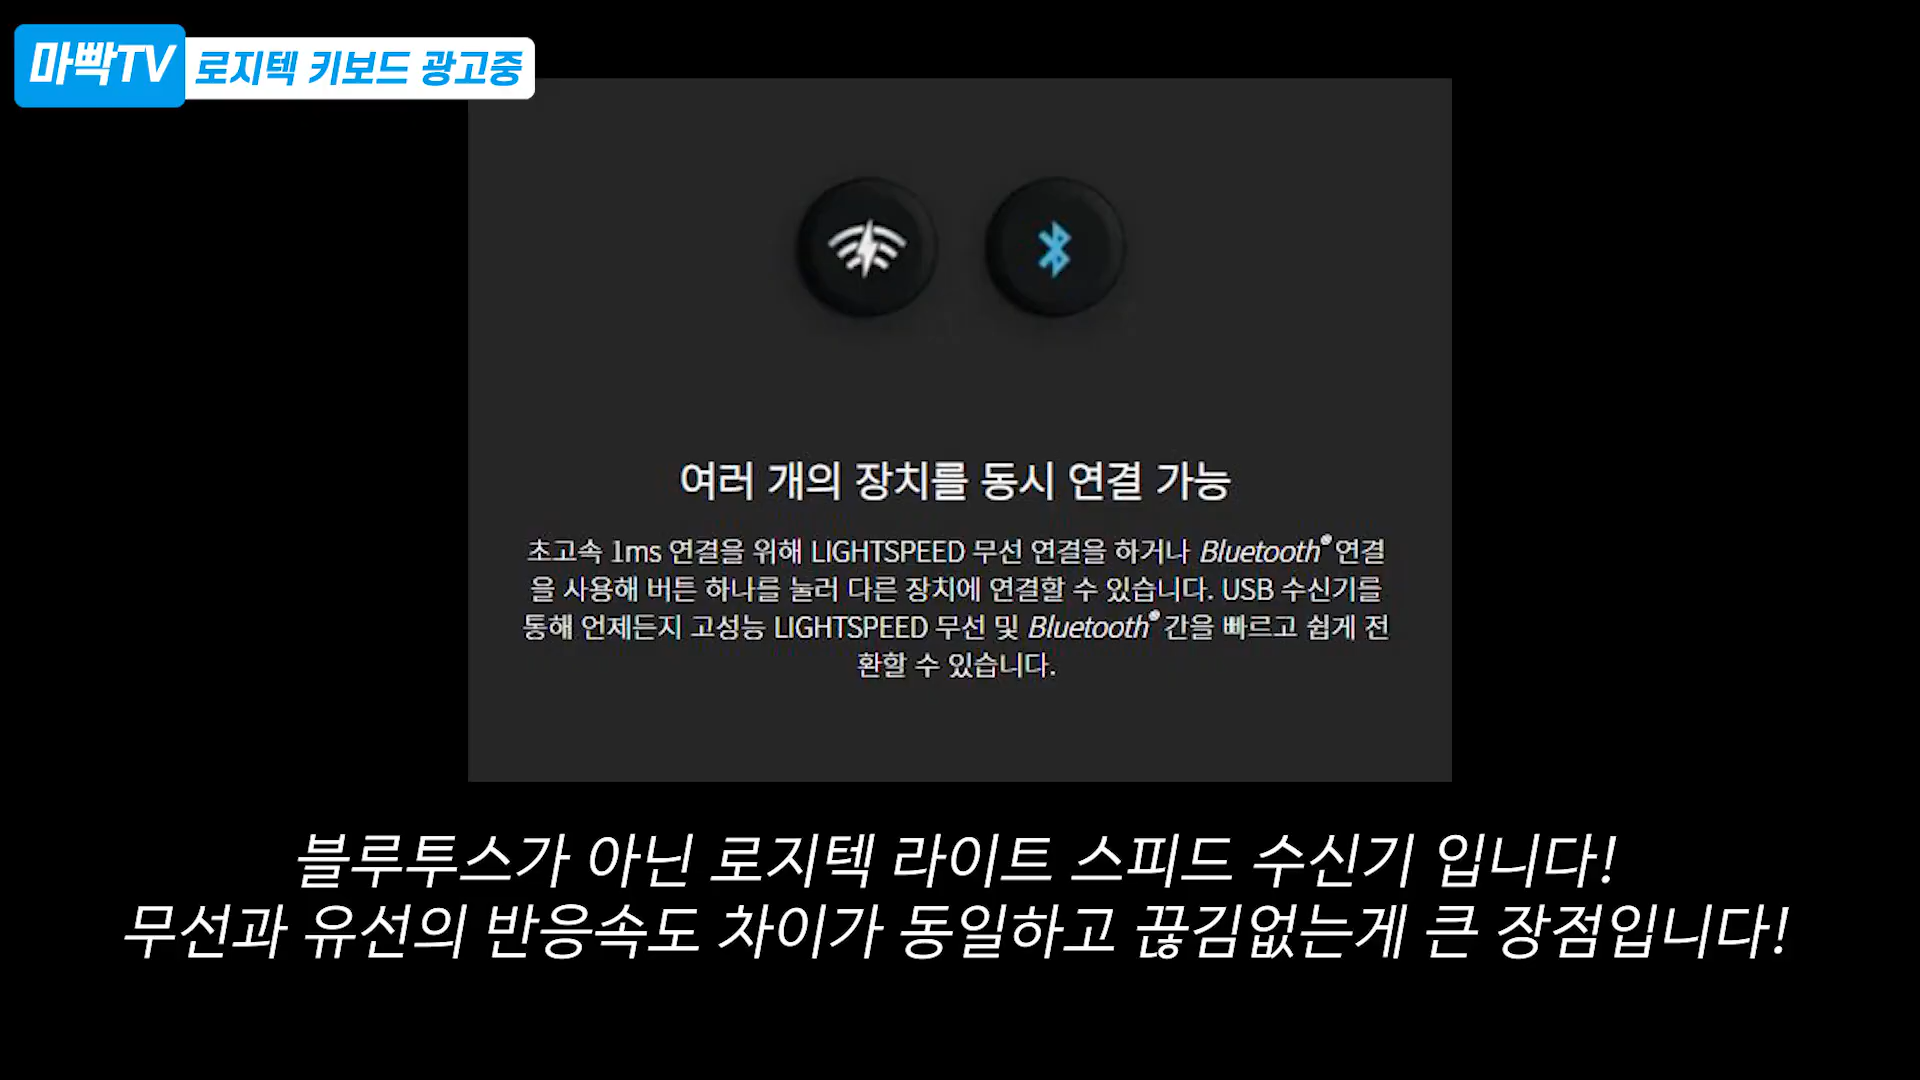 마빡TV 로지텍 키보드 광고중
여러 개의 장치를 동시 연결 가능
초고속 1ms 연결을 위해 LIGHTSPEED 무선 연결을 하거나 Bluetooth® 연결
을 사용해 버튼 하나를 눌러 다른 장치에 연결할 수 있습니다. USB 수신기를
통해 언제든지 고성능 LIGHTSPEED 무선 및 Bluetooth® 간을 빠르고 쉽게 전
환할 수 있습니다.
블루투스가 아닌 로지텍 라이트 스피드 수신기 입니다!
무선과 유선의 반응속도 차이가 동일하고 끊김없는게 큰 장점입니다!